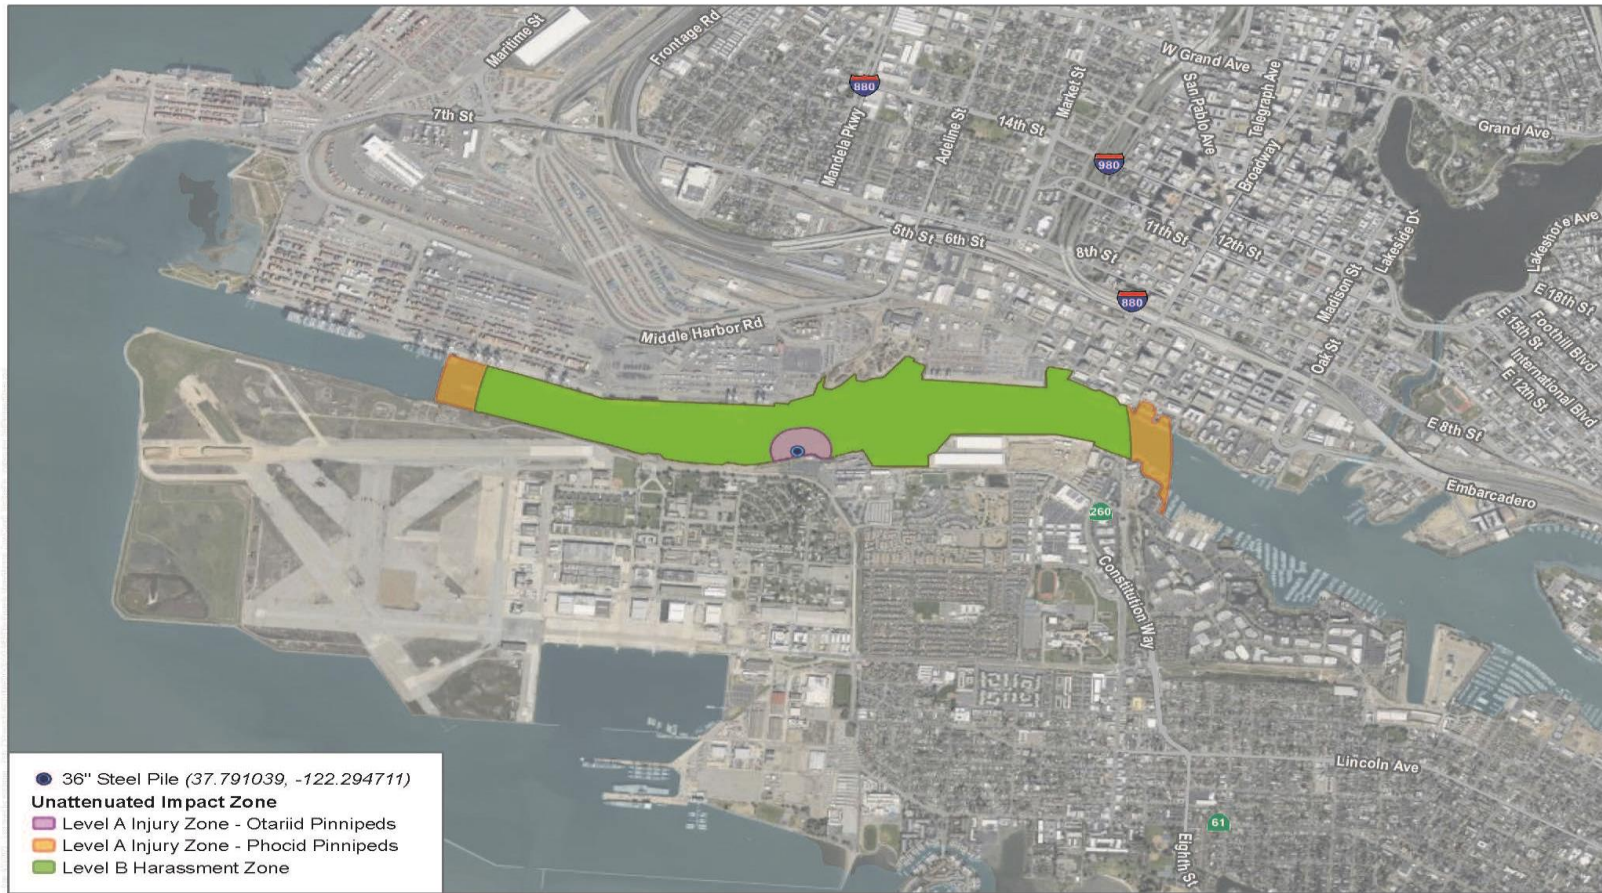 Maritime St
Frontage Rd
W Grand Ave
880
Market St
San Pablo Ave
Telegraph Ave
7th St
Mandela Pkwy
Adeline St
14th St
Grand Ave
980
Broadway
5th St
6th St
11th St
12th St
8th St
Lakeside Dr
Lakeshore Ave
880
Madison St
E 18th St
Foothill Blvd
E 15th St
Middle Harbor Rd
Oak St
International Blvd
E 12th St
E 8th St
Embarcadero
260
Constitution Way
Lincoln Ave
61
Eighth St
36" Steel Pile (37.791039, -122.294711)
Unattenuated Impact Zone
Level A Injury Zone - Otariid Pinnipeds
Level A Injury Zone - Phocid Pinnipeds
Level B Harassment Zone